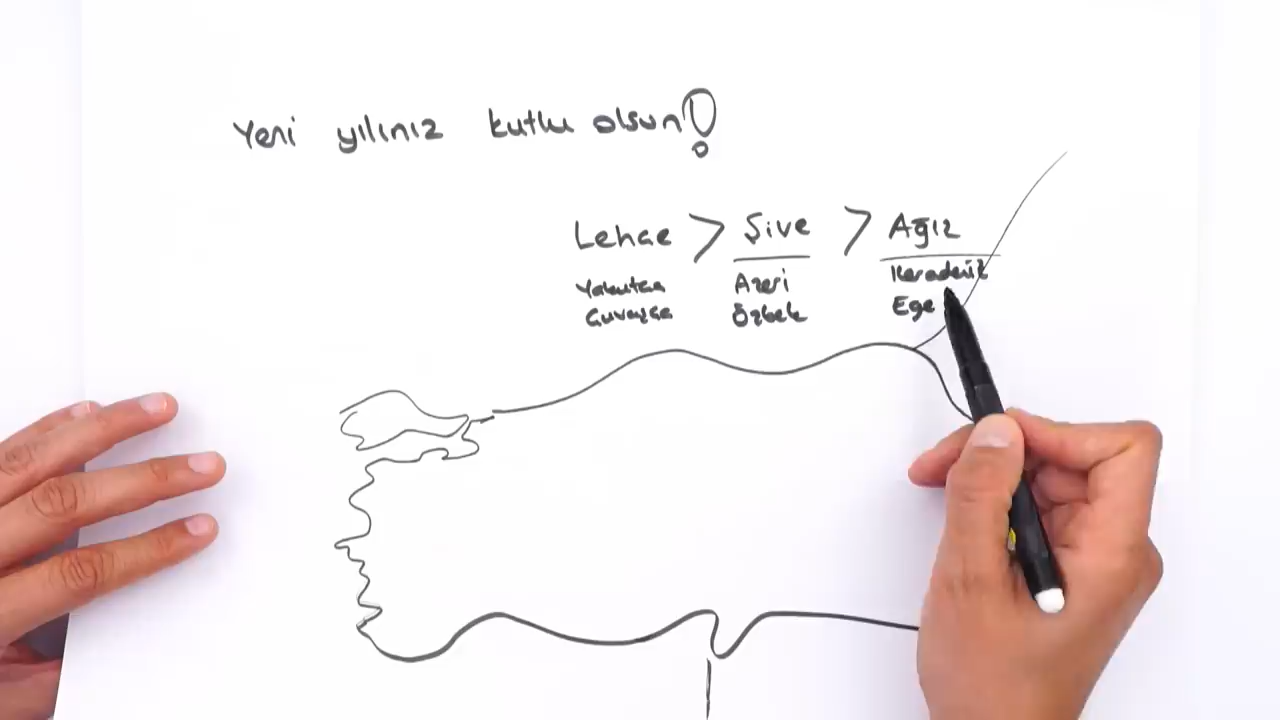 Yeni yılınız kutlu olsun!
Lehçe > Şive > Ağız
Yakutça Azeri Karadeniz
Çuvaşça Özbek Ege